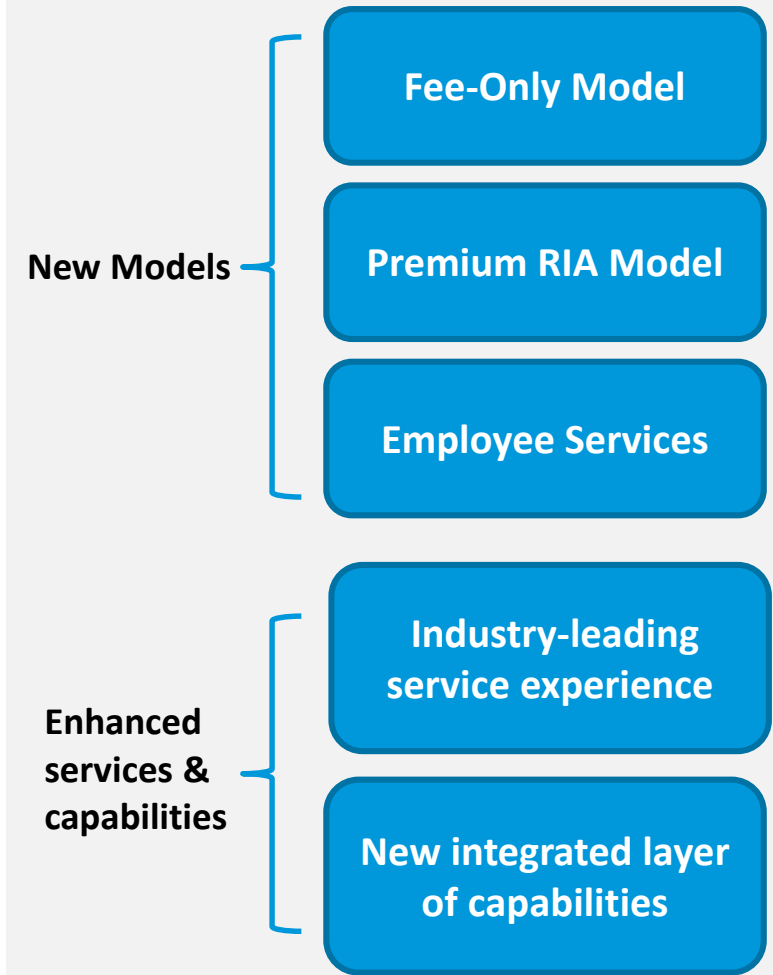 New Models
Fee-Only Model
Premium RIA Model
Employee Services
Enhanced
services &
capabilities
Industry-leading
service experience
New integrated layer
of capabilities